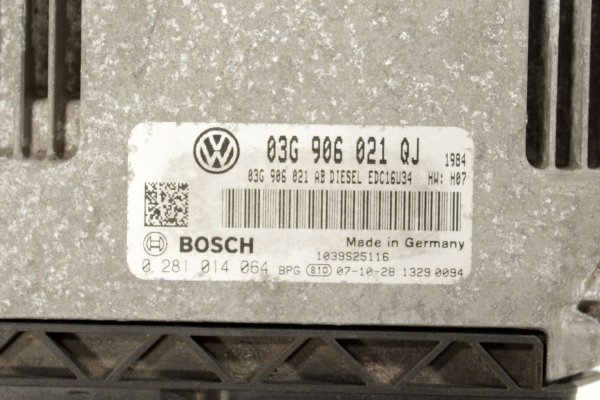 03G 906 021 QJ 1984
03G 906 021 AB DIESEL EDC16U34 HW: H07
BOSCH Made in Germany
1039S25116
0 281 014 064 BPG 810 07-10-28 1329 0094